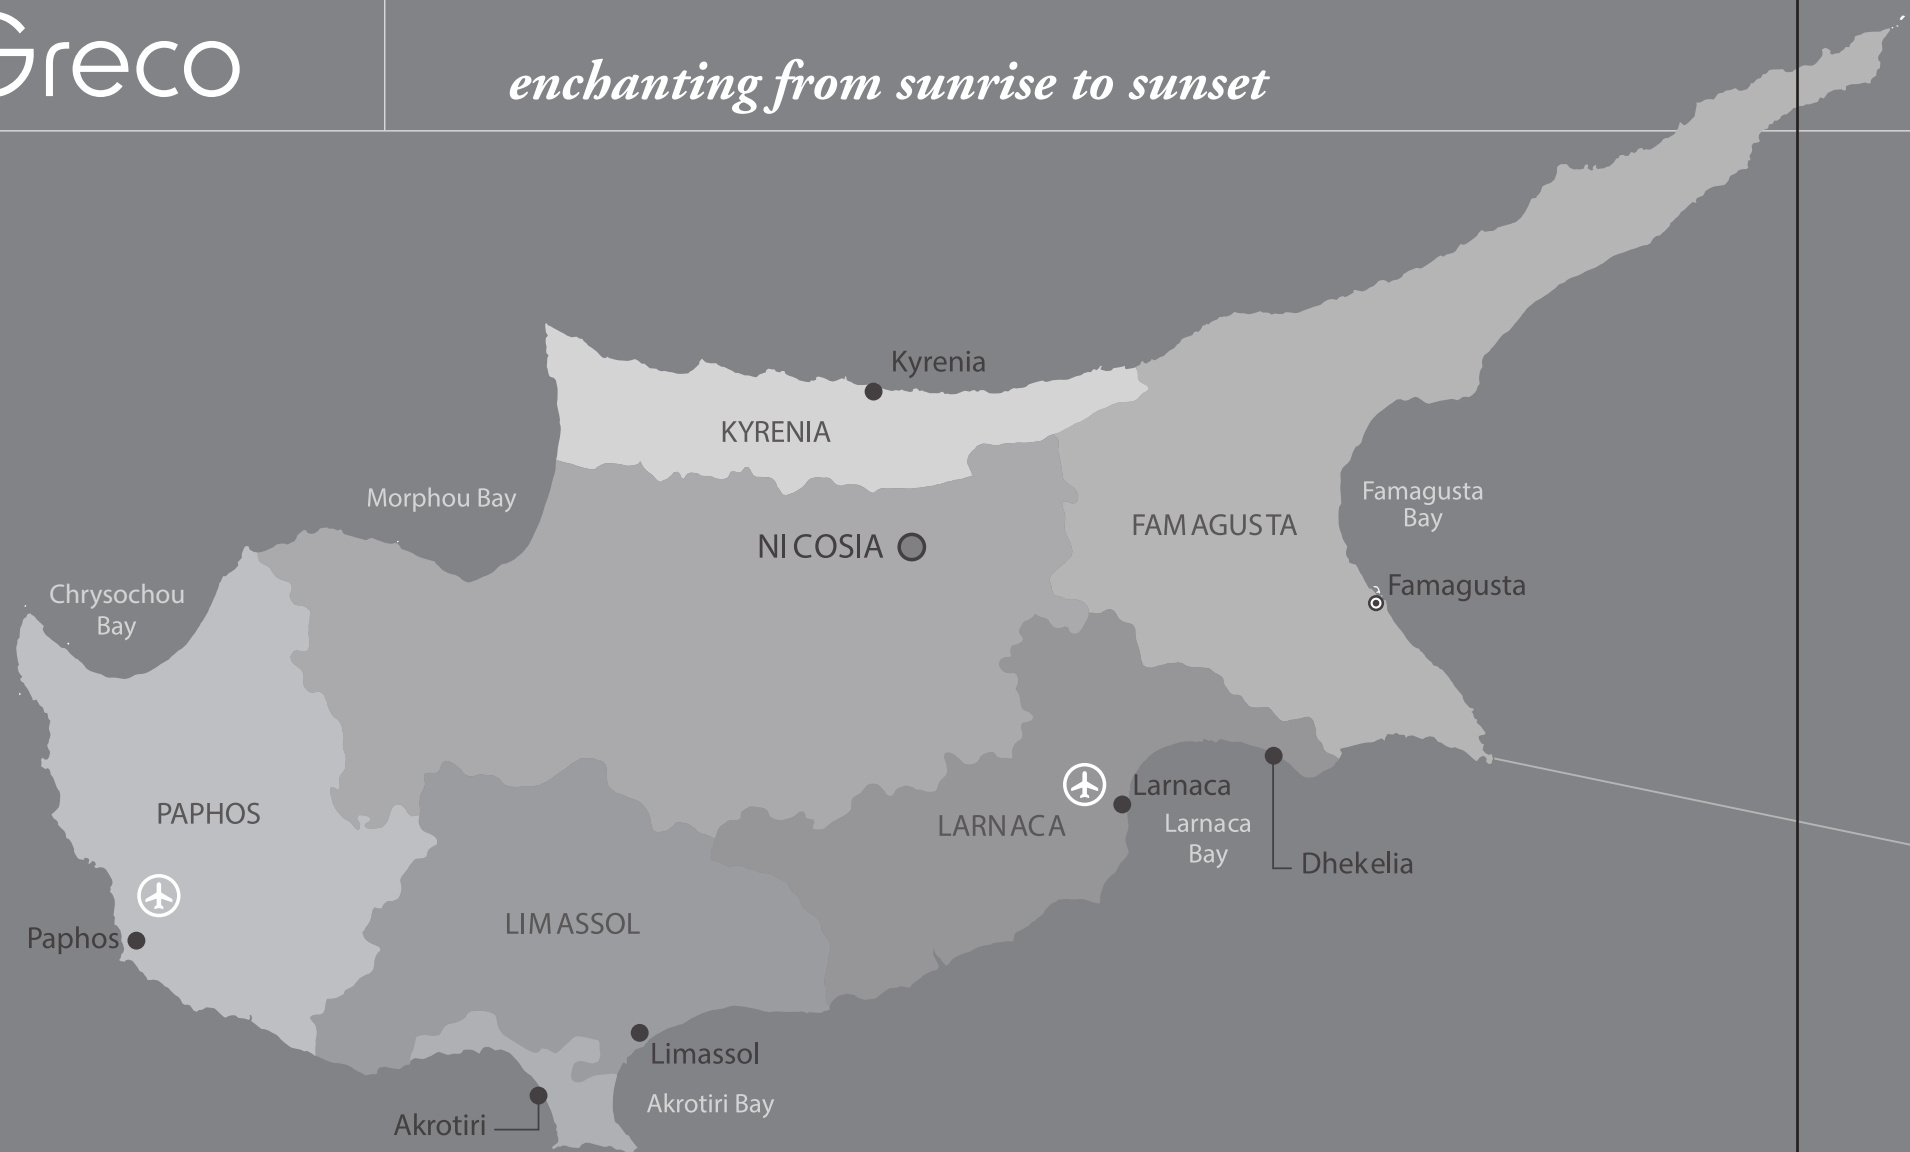 Greco
enchanting from sunrise to sunset
Kyrenia
KYRENIA
Morphou Bay
Famagusta
Bay
FAMAGUSTA
NICOSIA
Famagusta
Chrysochou
Bay
Larnaca
PAPHOS
LARNACA
Larnaca
Bay
Dhekelia
LIMASSOL
Paphos
Limassol
Akrotiri Bay
Akrotiri